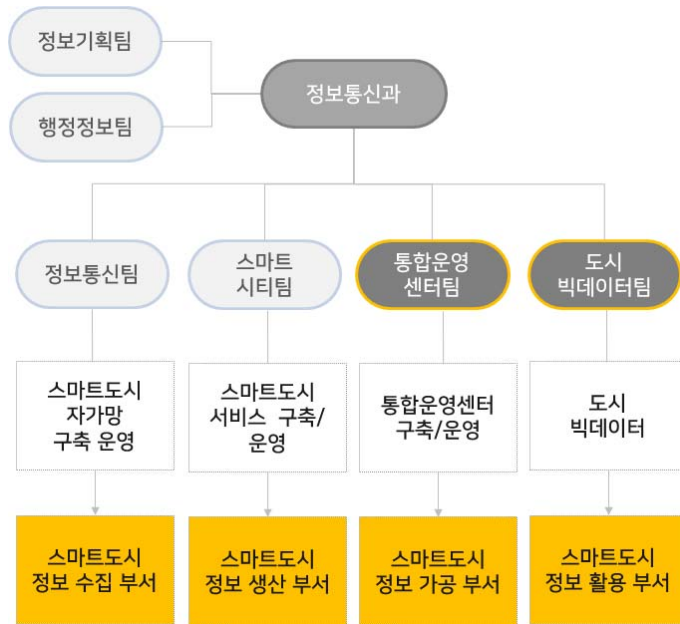 정보기획팀
정보통신과
행정정보팀
정보통신팀
스마트
시티팀
통합운영
센터팀
도시
빅데이터팀
스마트도시
자가망
구축 운영
스마트도시
서비스 구축/
운영
통합운영센터
구축/운영
도시
빅데이터
스마트도시
정보 수집 부서
스마트도시
정보 생산 부서
스마트도시
정보 가공 부서
스마트도시
정보 활용 부서